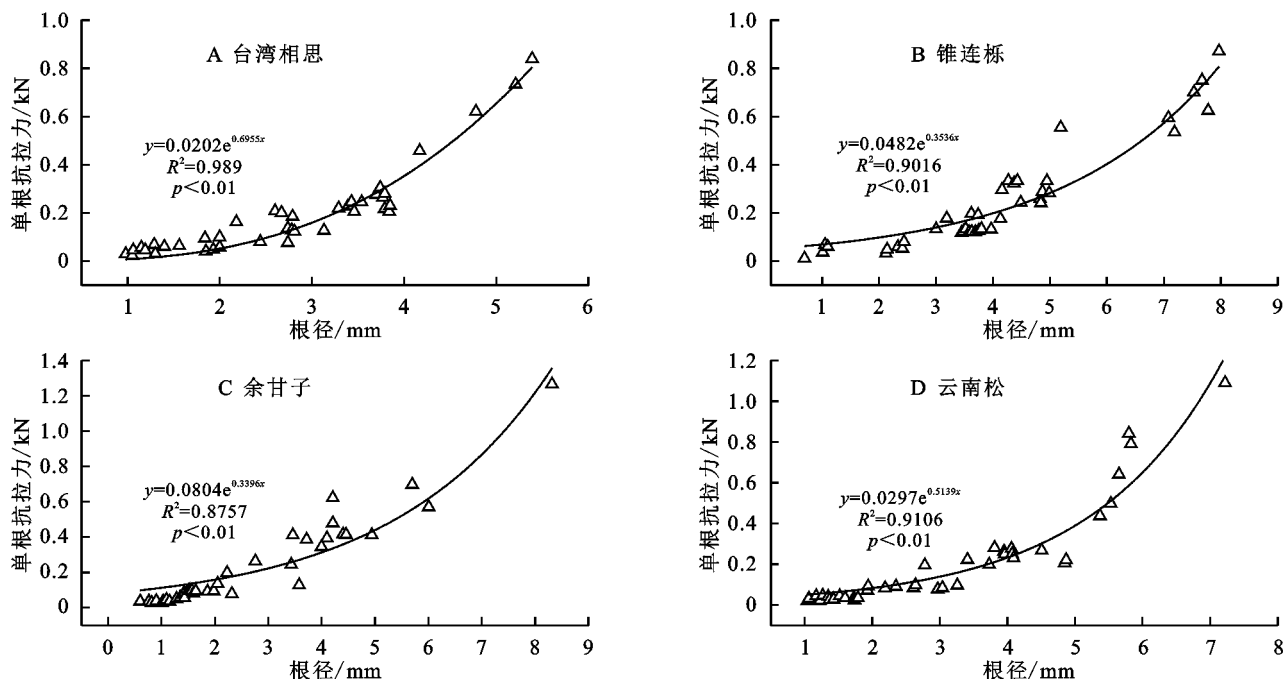 A 台湾相思
y=0.0202e^0.6955x
R²=0.989
p<0.01
单根抗拉力/kN
1.0
0.8
0.6
0.4
0.2
0
1 2 3 4 5 6
根径/mm
B 锥连栎
y=0.0482e^0.3536x
R²=0.9016
p<0.01
单根抗拉力/kN
1.0
0.8
0.6
0.4
0.2
0
1 2 3 4 5 6 7 8 9
根径/mm
C 余甘子
y=0.0804e^0.3396x
R²=0.8757
p<0.01
单根抗拉力/kN
1.4
1.2
1.0
0.8
0.6
0.4
0.2
0
0 1 2 3 4 5 6 7 8 9
根径/mm
D 云南松
y=0.0297e^0.5139x
R²=0.9106
p<0.01
单根抗拉力/kN
1.2
1.0
0.8
0.6
0.4
0.2
0
1 2 3 4 5 6 7 8
根径/mm